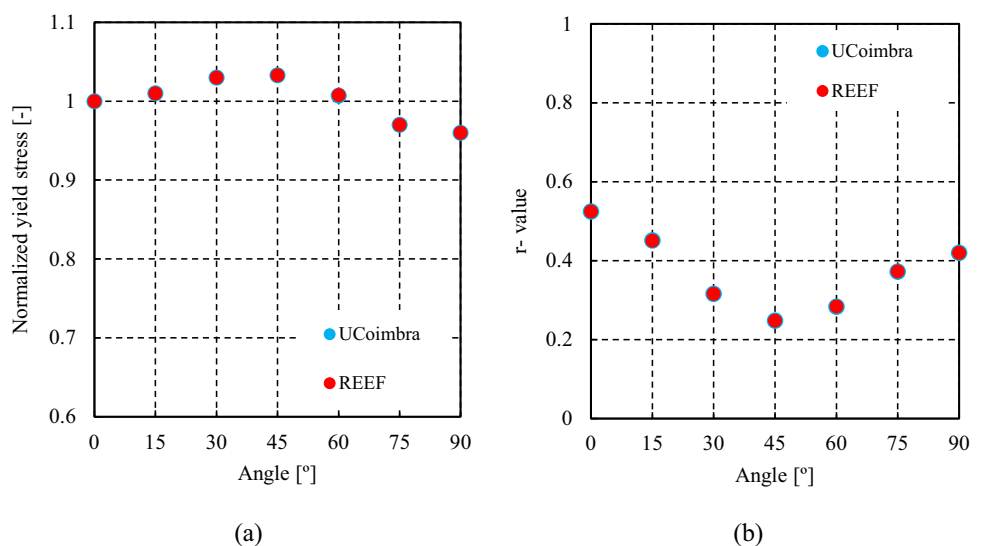 1.1
1
0.9
0.8
0.7
0.6
Normalized yield stress [-]
UCoimbra
REEF
0 15 30 45 60 75 90
Angle [º]
(a)
1
0.8
0.6
0.4
0.2
0
r- value
UCoimbra
REEF
0 15 30 45 60 75 90
Angle [º]
(b)